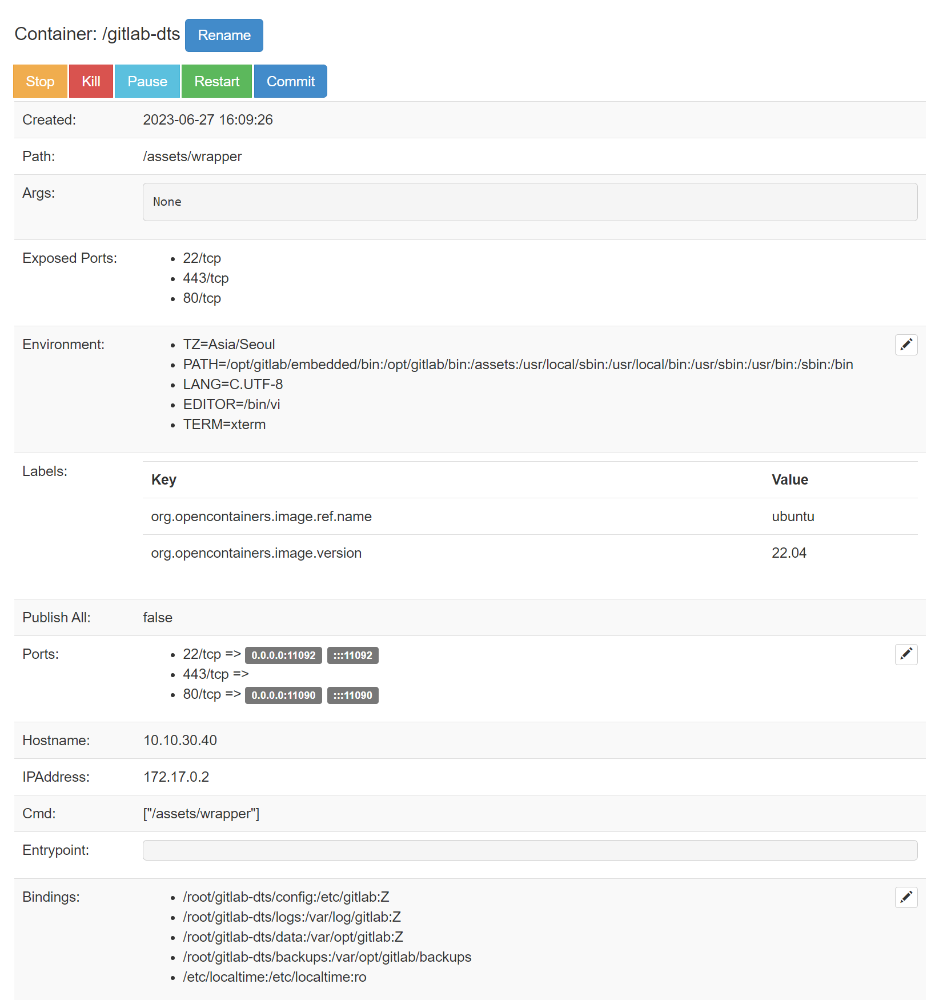 Container: /gitlab-dts Rename
Stop Kill Pause Restart Commit
Created: 2023-06-27 16:09:26
Path: /assets/wrapper
Args: None
Exposed Ports: • 22/tcp
• 443/tcp
• 80/tcp
Environment: • TZ=Asia/Seoul
• PATH=/opt/gitlab/embedded/bin:/opt/gitlab/bin:/assets:/usr/local/sbin:/usr/local/bin:/usr/sbin:/usr/bin:/sbin:/bin
• LANG=C.UTF-8
• EDITOR=/bin/vi
• TERM=xterm
Labels:
Key Value
org.opencontainers.image.ref.name ubuntu
org.opencontainers.image.version 22.04
Publish All: false
Ports: • 22/tcp => 0.0.0.0:11092 :::11092
• 443/tcp =>
• 80/tcp => 0.0.0.0:11090 :::11090
Hostname: 10.10.30.40
IPAddress: 172.17.0.2
Cmd: ["/assets/wrapper"]
Entrypoint:
Bindings: • /root/gitlab-dts/config:/etc/gitlab:Z
• /root/gitlab-dts/logs:/var/log/gitlab:Z
• /root/gitlab-dts/data:/var/opt/gitlab:Z
• /root/gitlab-dts/backups:/var/opt/gitlab/backups
• /etc/localtime:/etc/localtime:ro